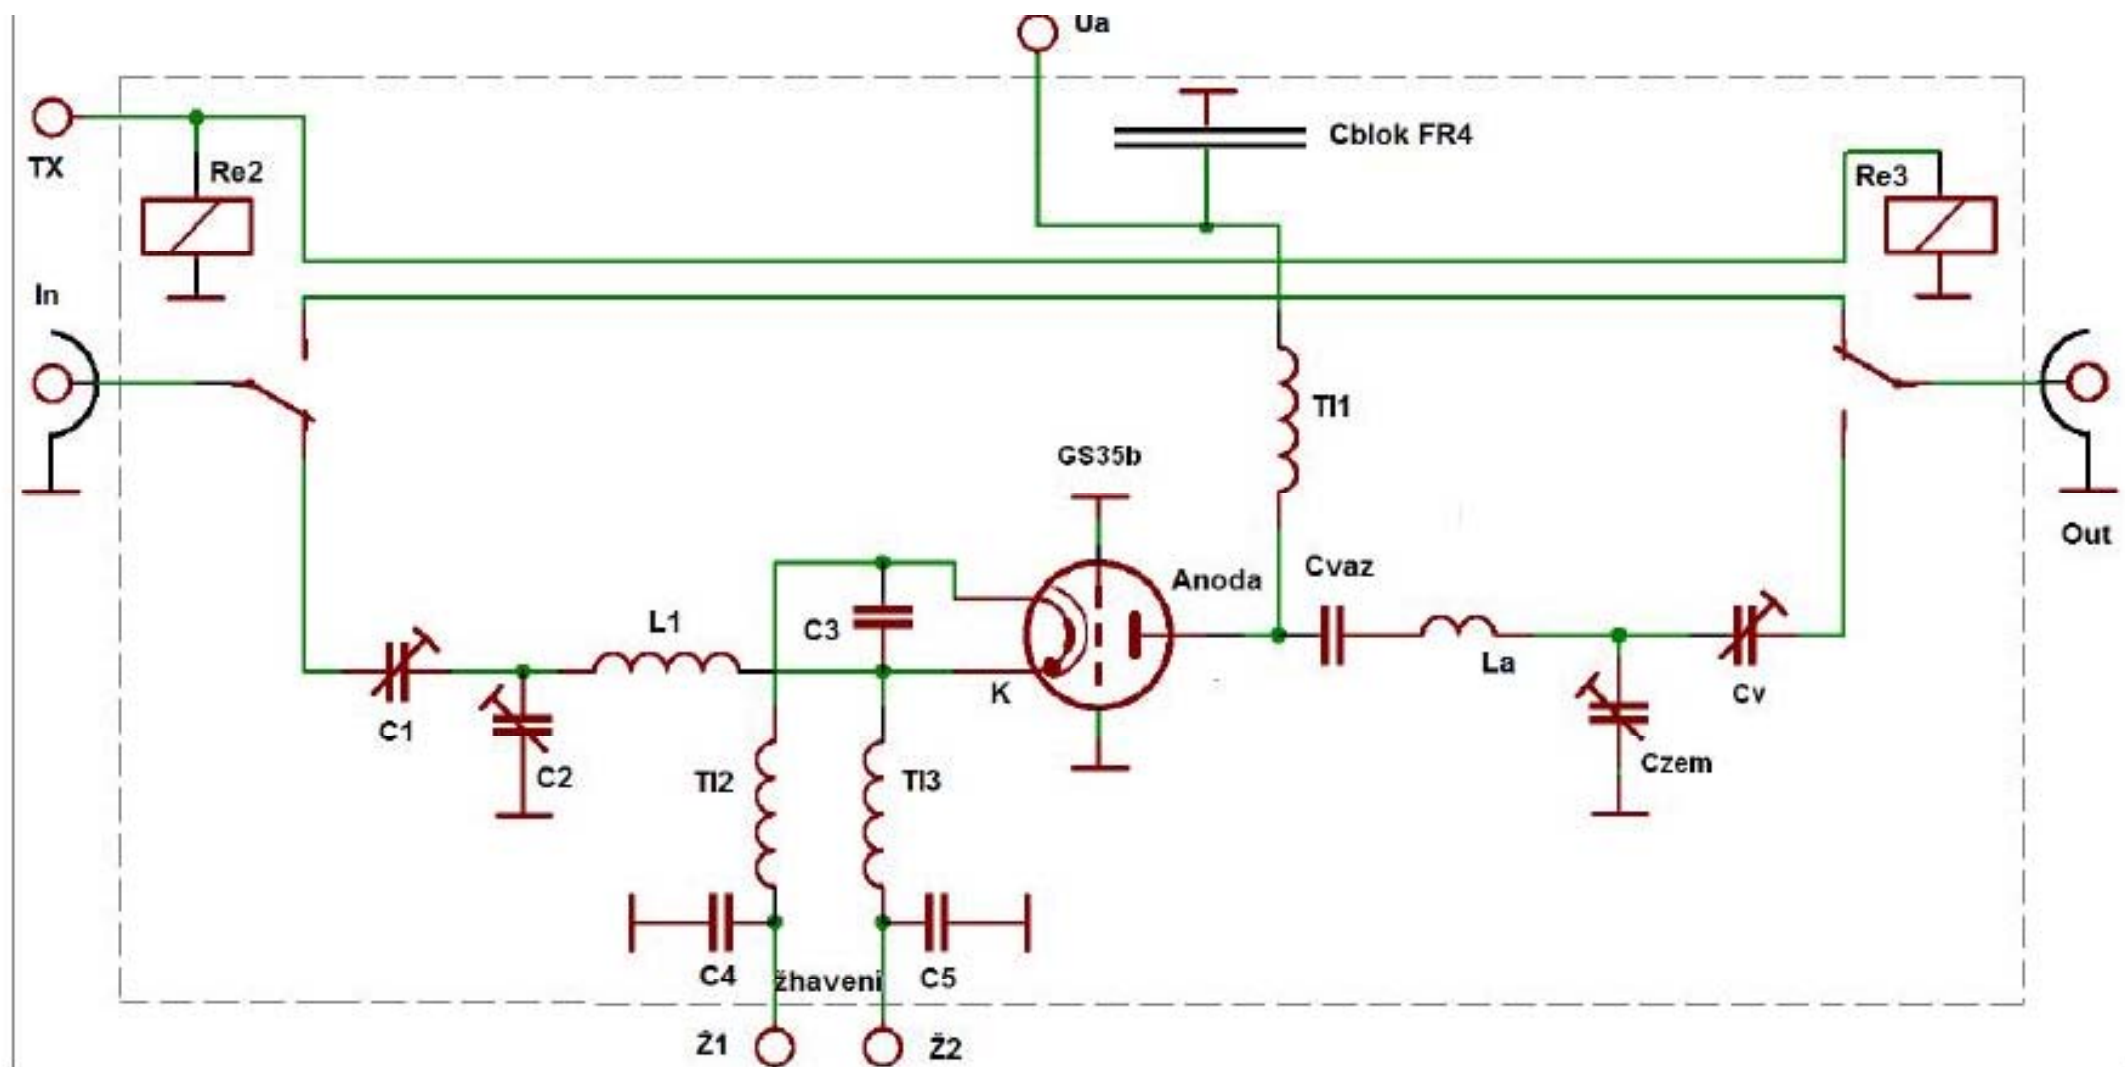 Ua
TX
Re2
Cblok FR4
Re3
In
Tl1
GS35b
Out
Anoda
Cvaz
L1
C3
K
La
Cv
C1
C2
Tl2
Tl3
Czem
C4
žhaveni
C5
Ž1
Ž2